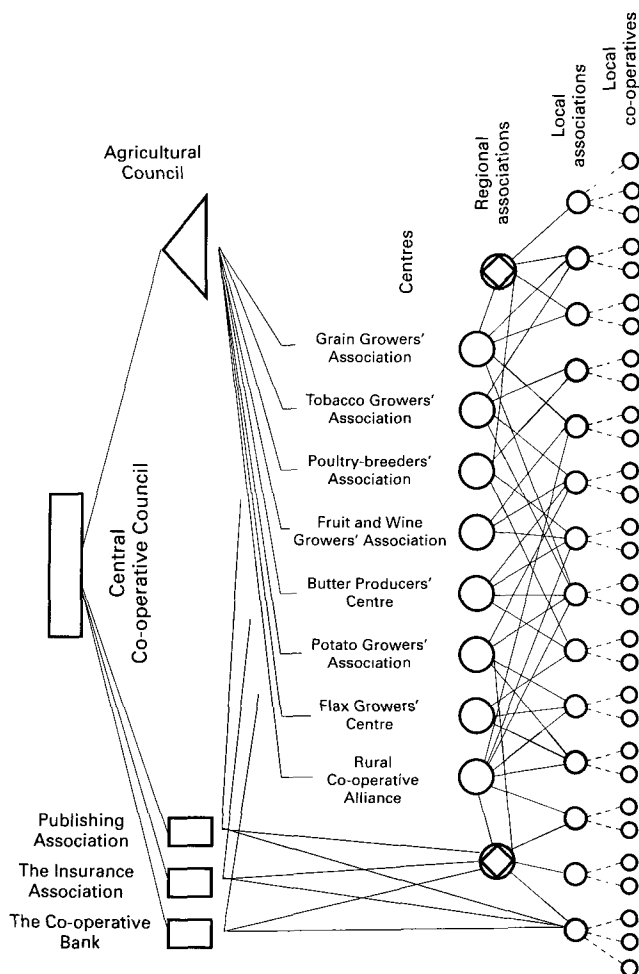 Agricultural
Council
Central
Co-operative Council
Publishing
Association
The Insurance
Association
The Co-operative
Bank
Centres
Grain Growers'
Association
Tobacco Growers'
Association
Poultry-breeders'
Association
Fruit and Wine
Growers' Association
Butter Producers'
Centre
Potato Growers'
Association
Flax Growers'
Centre
Rural
Co-operative
Alliance
Regional
associations
Local
associations
Local
co-operatives